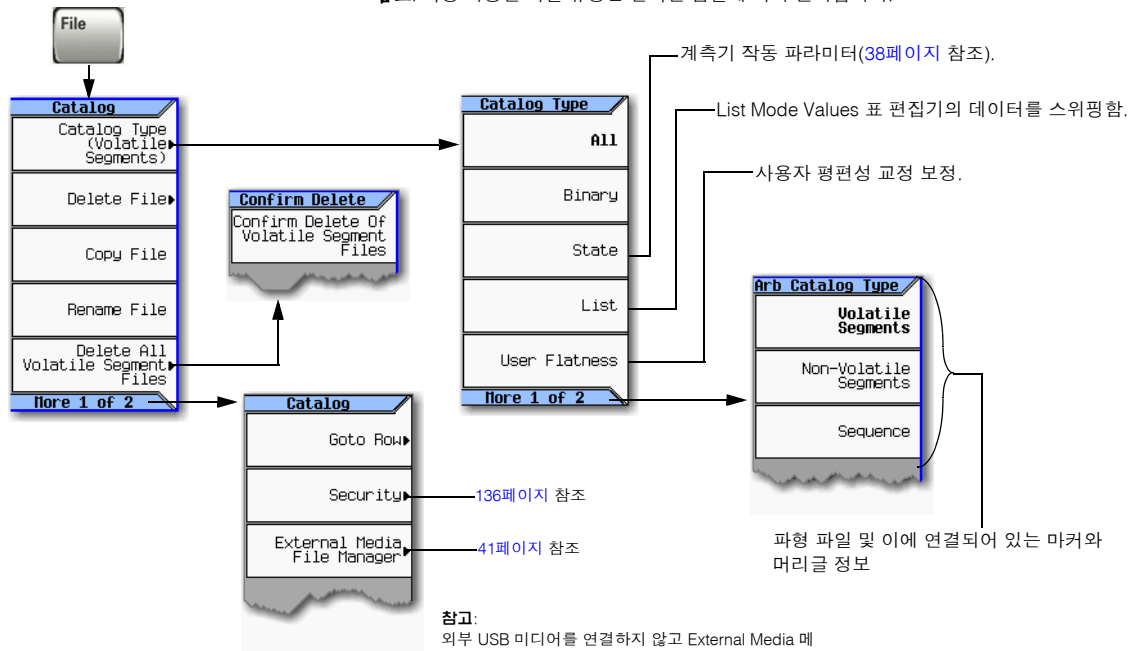 File
계측기 작동 파라미터(38페이지 참조).
List Mode Values 표 편집기의 데이터를 스위핑함.
사용자 평편성 교정 보정.
Catalog
Catalog Type
(Volatile
Segments)
Delete File
Copy File
Rename File
Delete All
Volatile Segment
Files
More 1 of 2
Confirm Delete
Confirm Delete Of
Volatile Segment
Files
Catalog Type
All
Binary
State
List
User Flatness
More 1 of 2
Arb Catalog Type
Volatile
Segments
Non-Volatile
Segments
Sequence
파형 파일 및 이에 연결되어 있는 마커와
머리글 정보
Catalog
Goto Row
Security
136페이지 참조
External Media
File Manager
41페이지 참조
참고:
외부 USB 미디어를 연결하지 않고 External Media 메